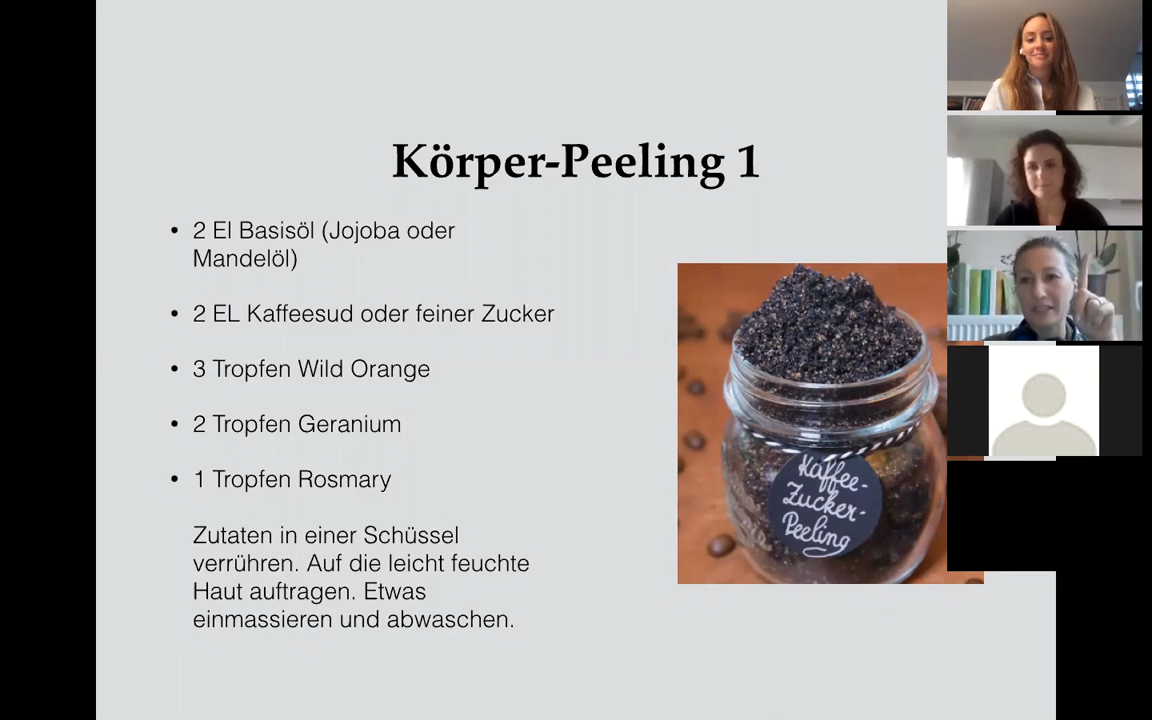 Körper-Peeling 1
• 2 El Basisöl (Jojoba oder
Mandelöl)
• 2 EL Kaffeesud oder feiner Zucker
• 3 Tropfen Wild Orange
• 2 Tropfen Geranium
• 1 Tropfen Rosmary
Zutaten in einer Schüssel
verrühren. Auf die leicht feuchte
Haut auftragen. Etwas
einmassieren und abwaschen.
Kaffee-
Zucker-
Peeling